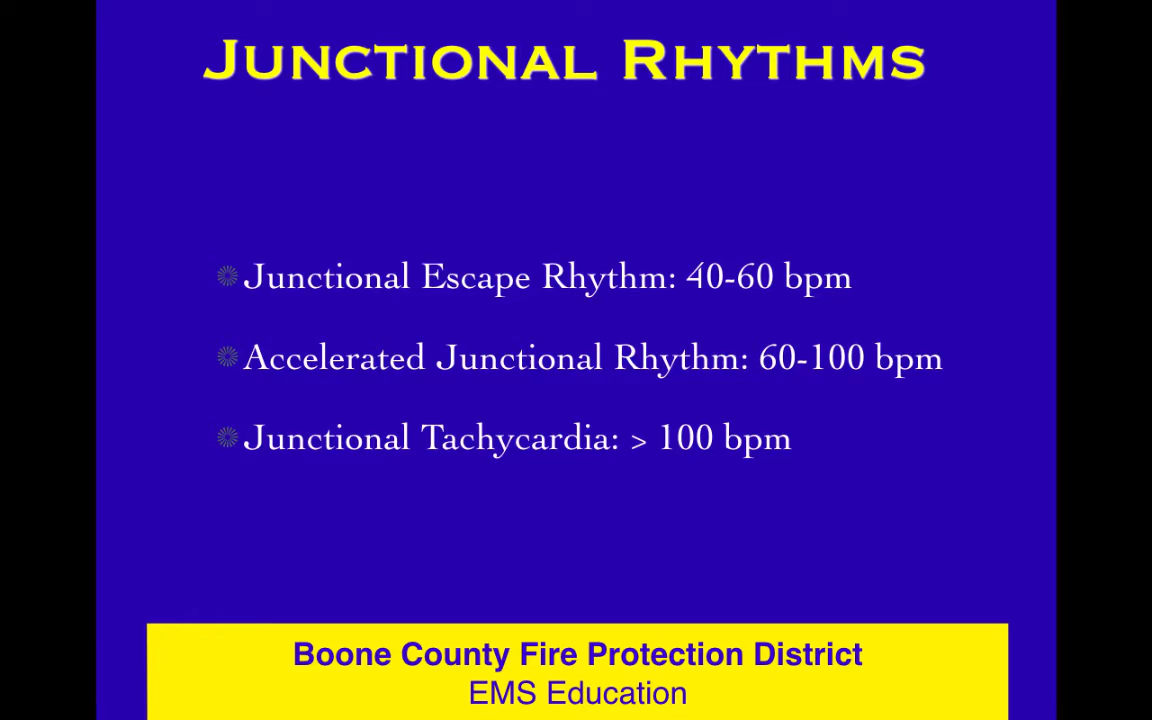 Junctional Rhythms
Junctional Escape Rhythm: 40-60 bpm
Accelerated Junctional Rhythm: 60-100 bpm
Junctional Tachycardia: > 100 bpm
Boone County Fire Protection District
EMS Education